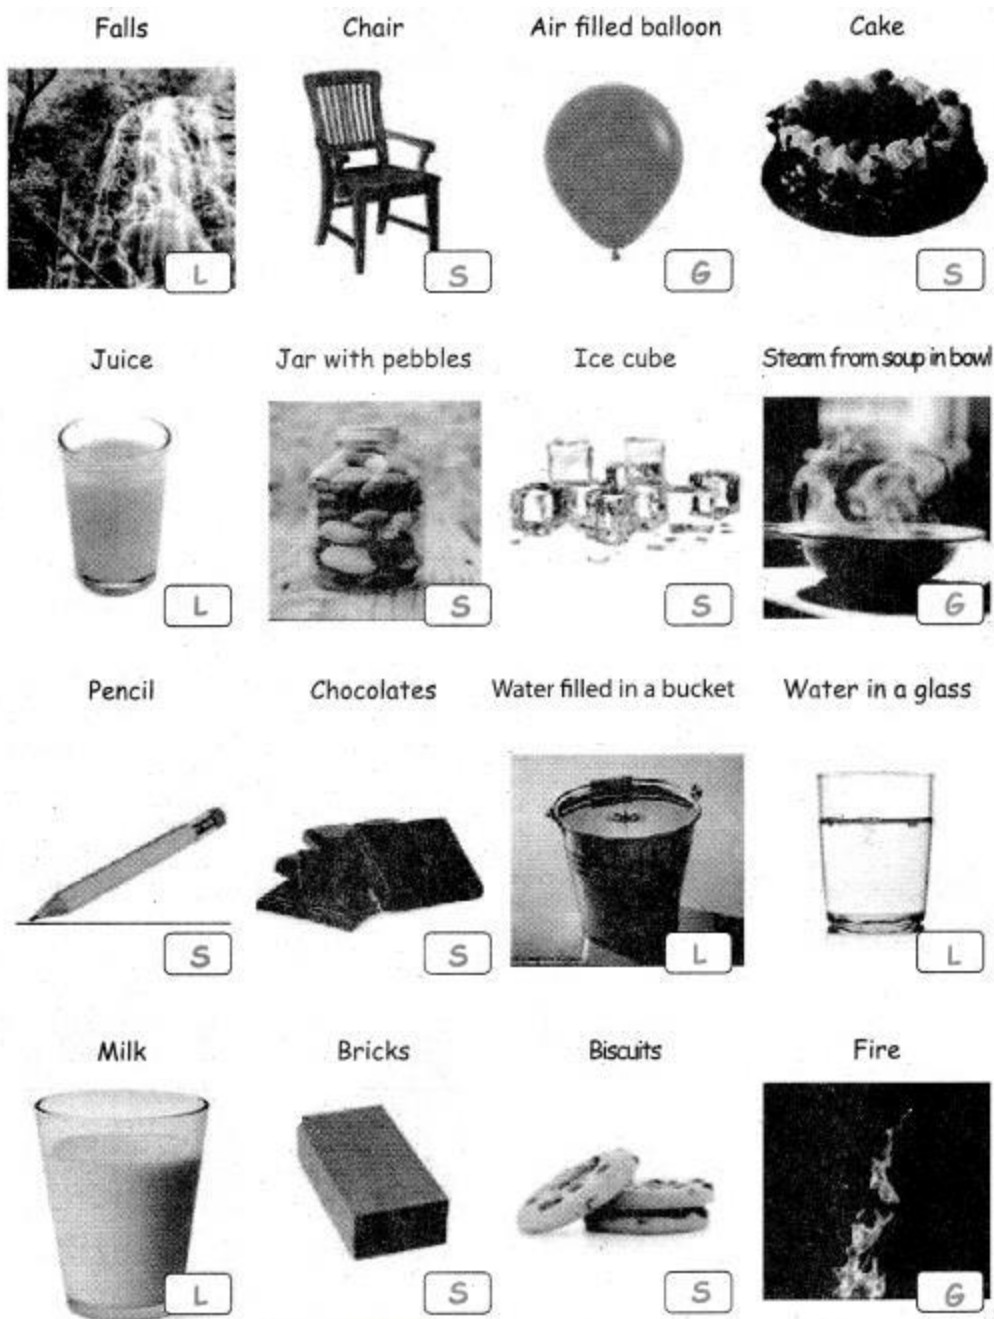 Falls Chair Air filled balloon Cake
L S G S
Juice Jar with pebbles Ice cube Steam from soup in bowl
L S S G
Pencil Chocolates Water filled in a bucket Water in a glass
S S L L
Milk Bricks Biscuits Fire
L S S G